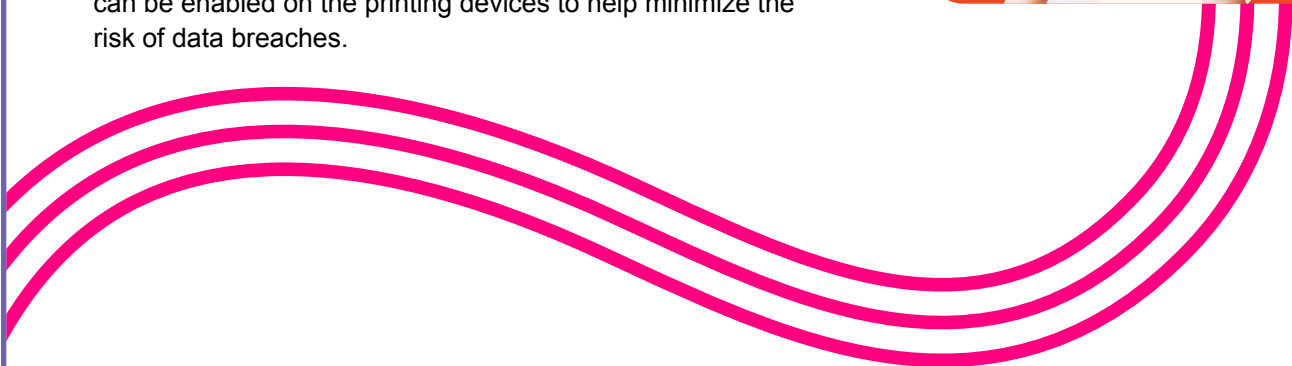 can be enabled on the printing devices to help minimize the
risk of data breaches.